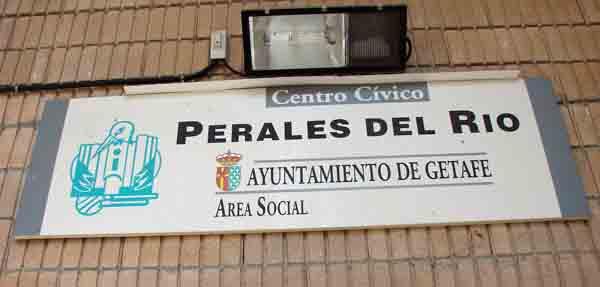 Centro Cívico
PERALES DEL RIO
AYUNTAMIENTO DE GETAFE
AREA SOCIAL